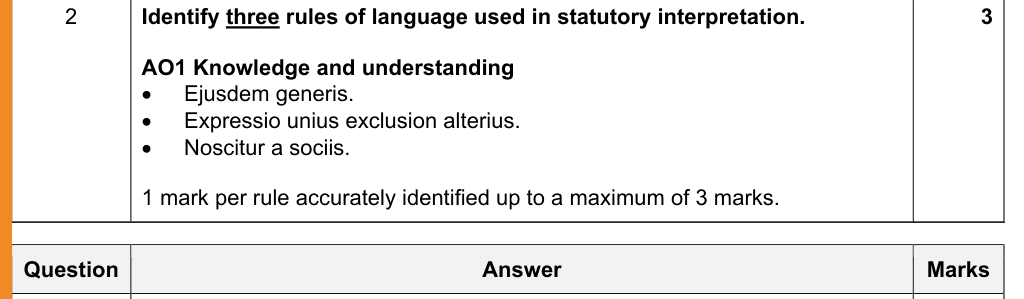 2 Identify three rules of language used in statutory interpretation. 3
AO1 Knowledge and understanding
• Ejusdem generis.
• Expressio unius exclusion alterius.
• Noscitur a sociis.
1 mark per rule accurately identified up to a maximum of 3 marks.
Question Answer Marks